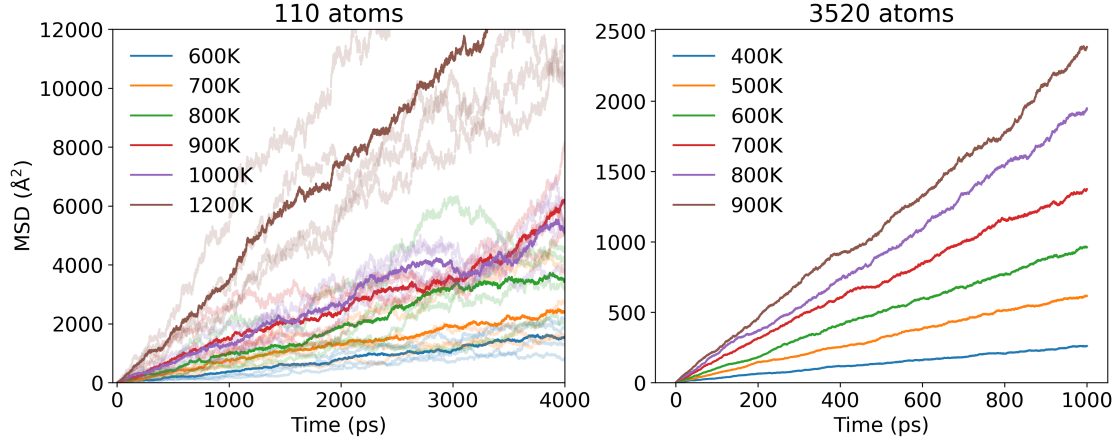 110 atoms
MSD (Å²)
12000
10000
8000
6000
4000
2000
0
600K
700K
800K
900K
1000K
1200K
0 1000 2000 3000 4000
Time (ps)
3520 atoms
2500
2000
1500
1000
500
0
400K
500K
600K
700K
800K
900K
0 200 400 600 800 1000
Time (ps)